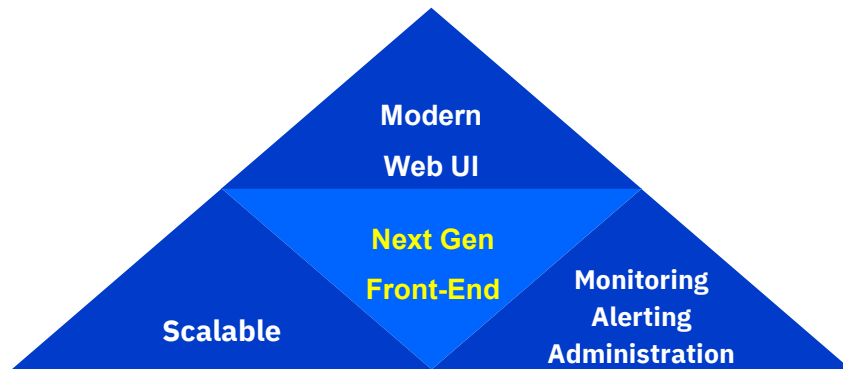 Modern
Web UI
Next Gen
Front-End
Scalable
Monitoring
Alerting
Administration